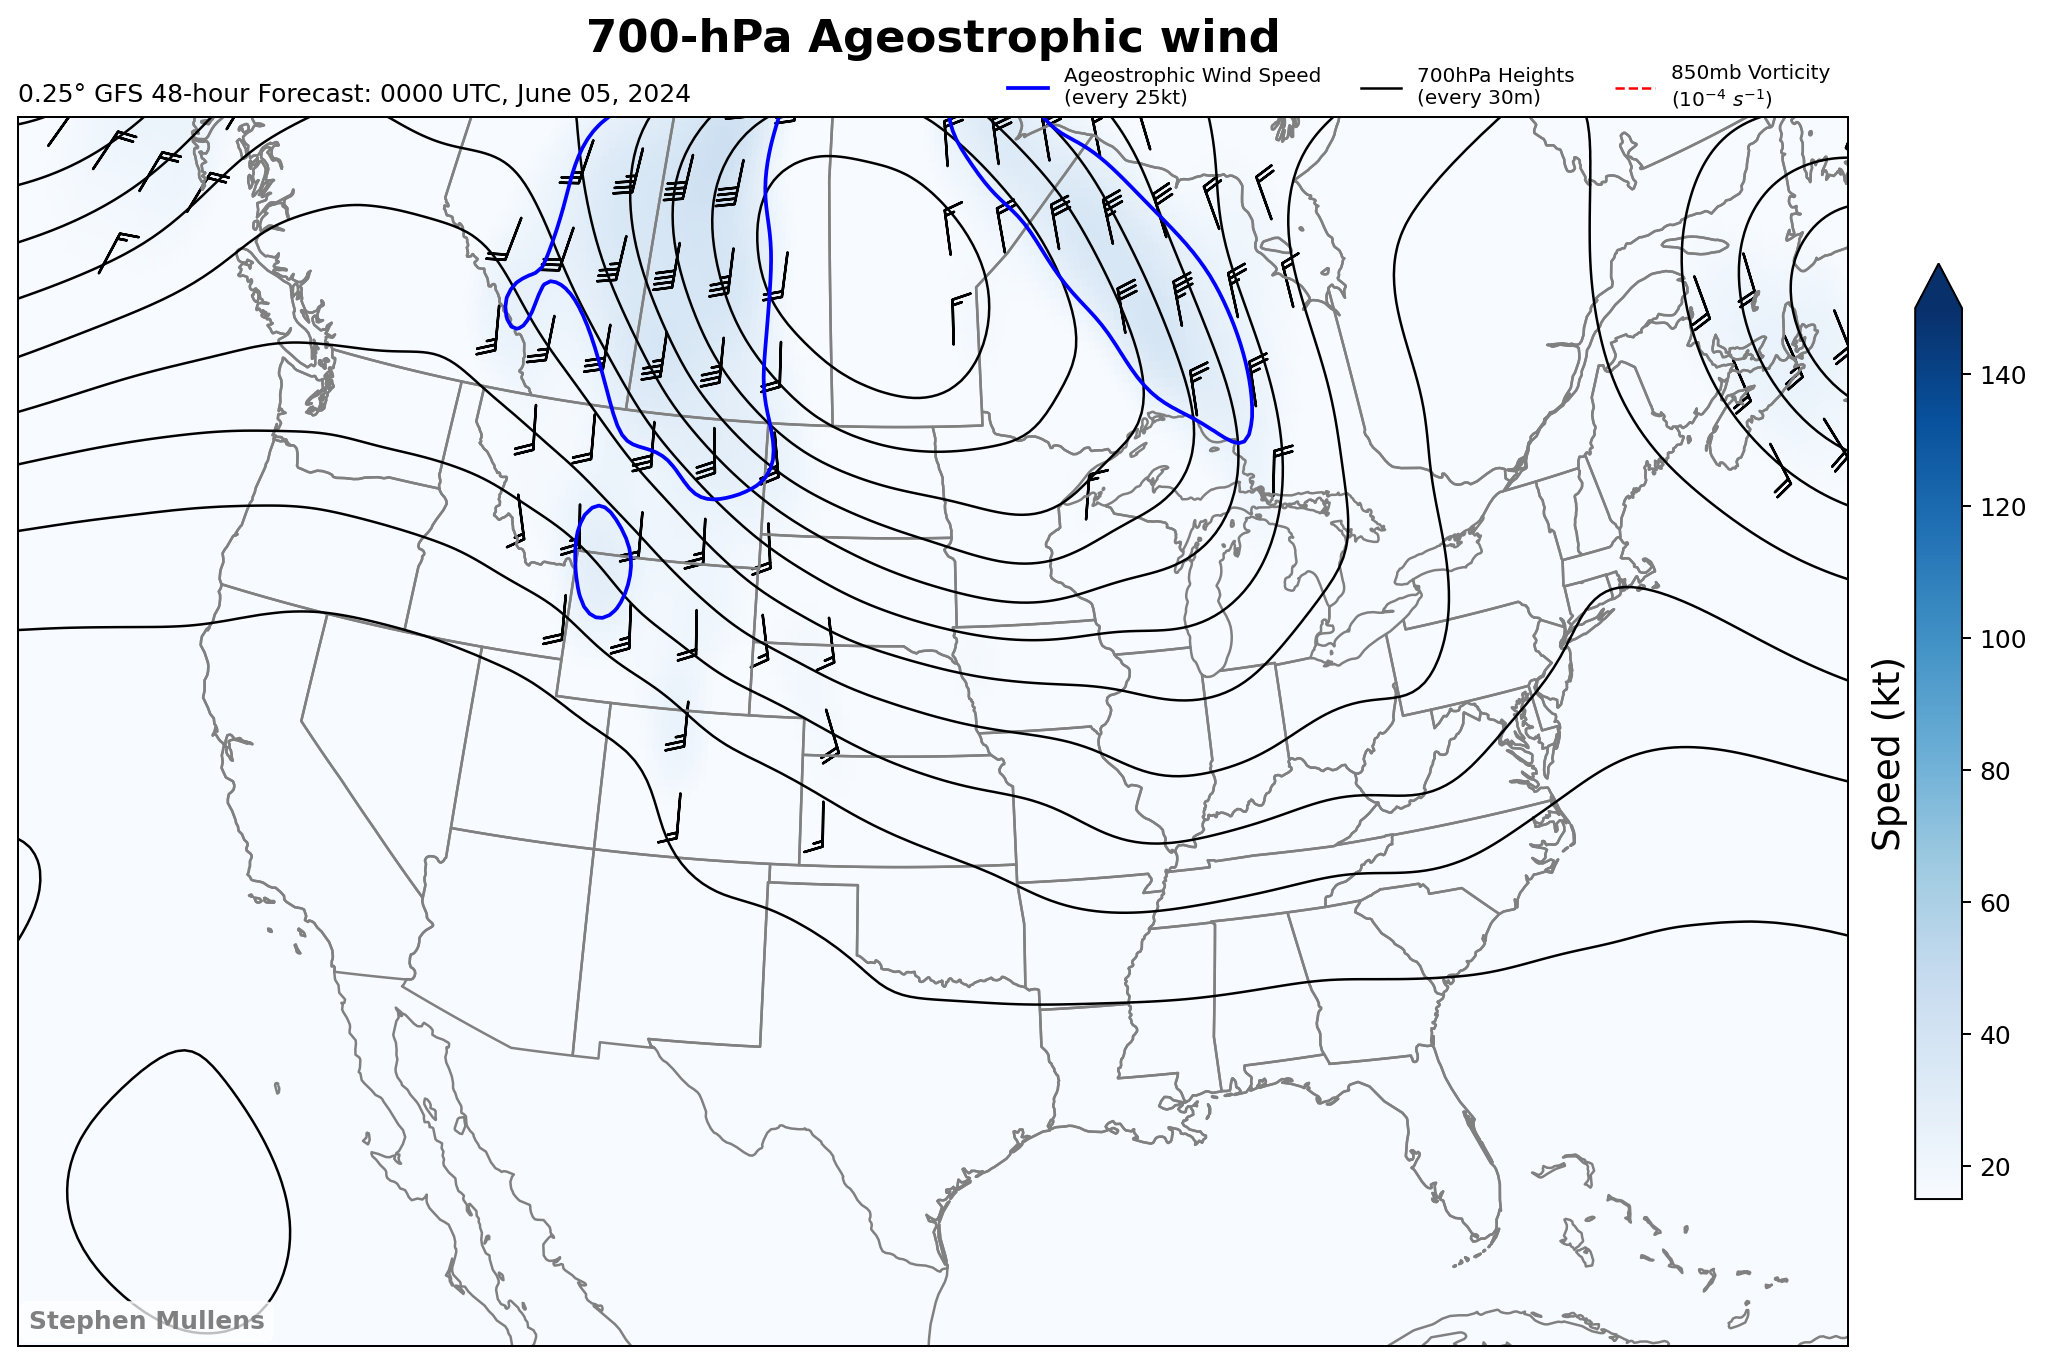 700-hPa Ageostrophic wind
0.25° GFS 48-hour Forecast: 0000 UTC, June 05, 2024
Ageostrophic Wind Speed
(every 25kt)
700hPa Heights
(every 30m)
850mb Vorticity
(10⁻⁴ s⁻¹)
140
120
100
80
60
40
20
Speed (kt)
Stephen Mullens